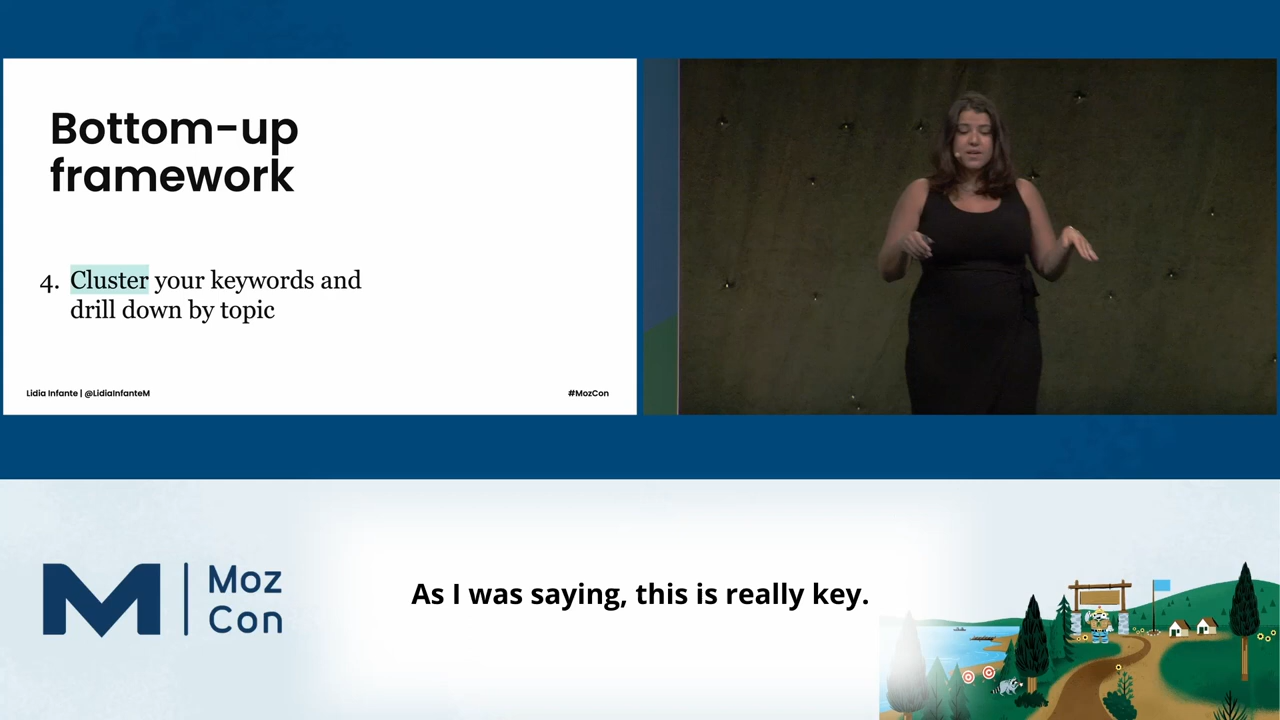 Bottom-up
framework
4. Cluster your keywords and
drill down by topic
Lidia Infante | @LidiaInfanteM
#MozCon
Moz
Con
As I was saying, this is really key.